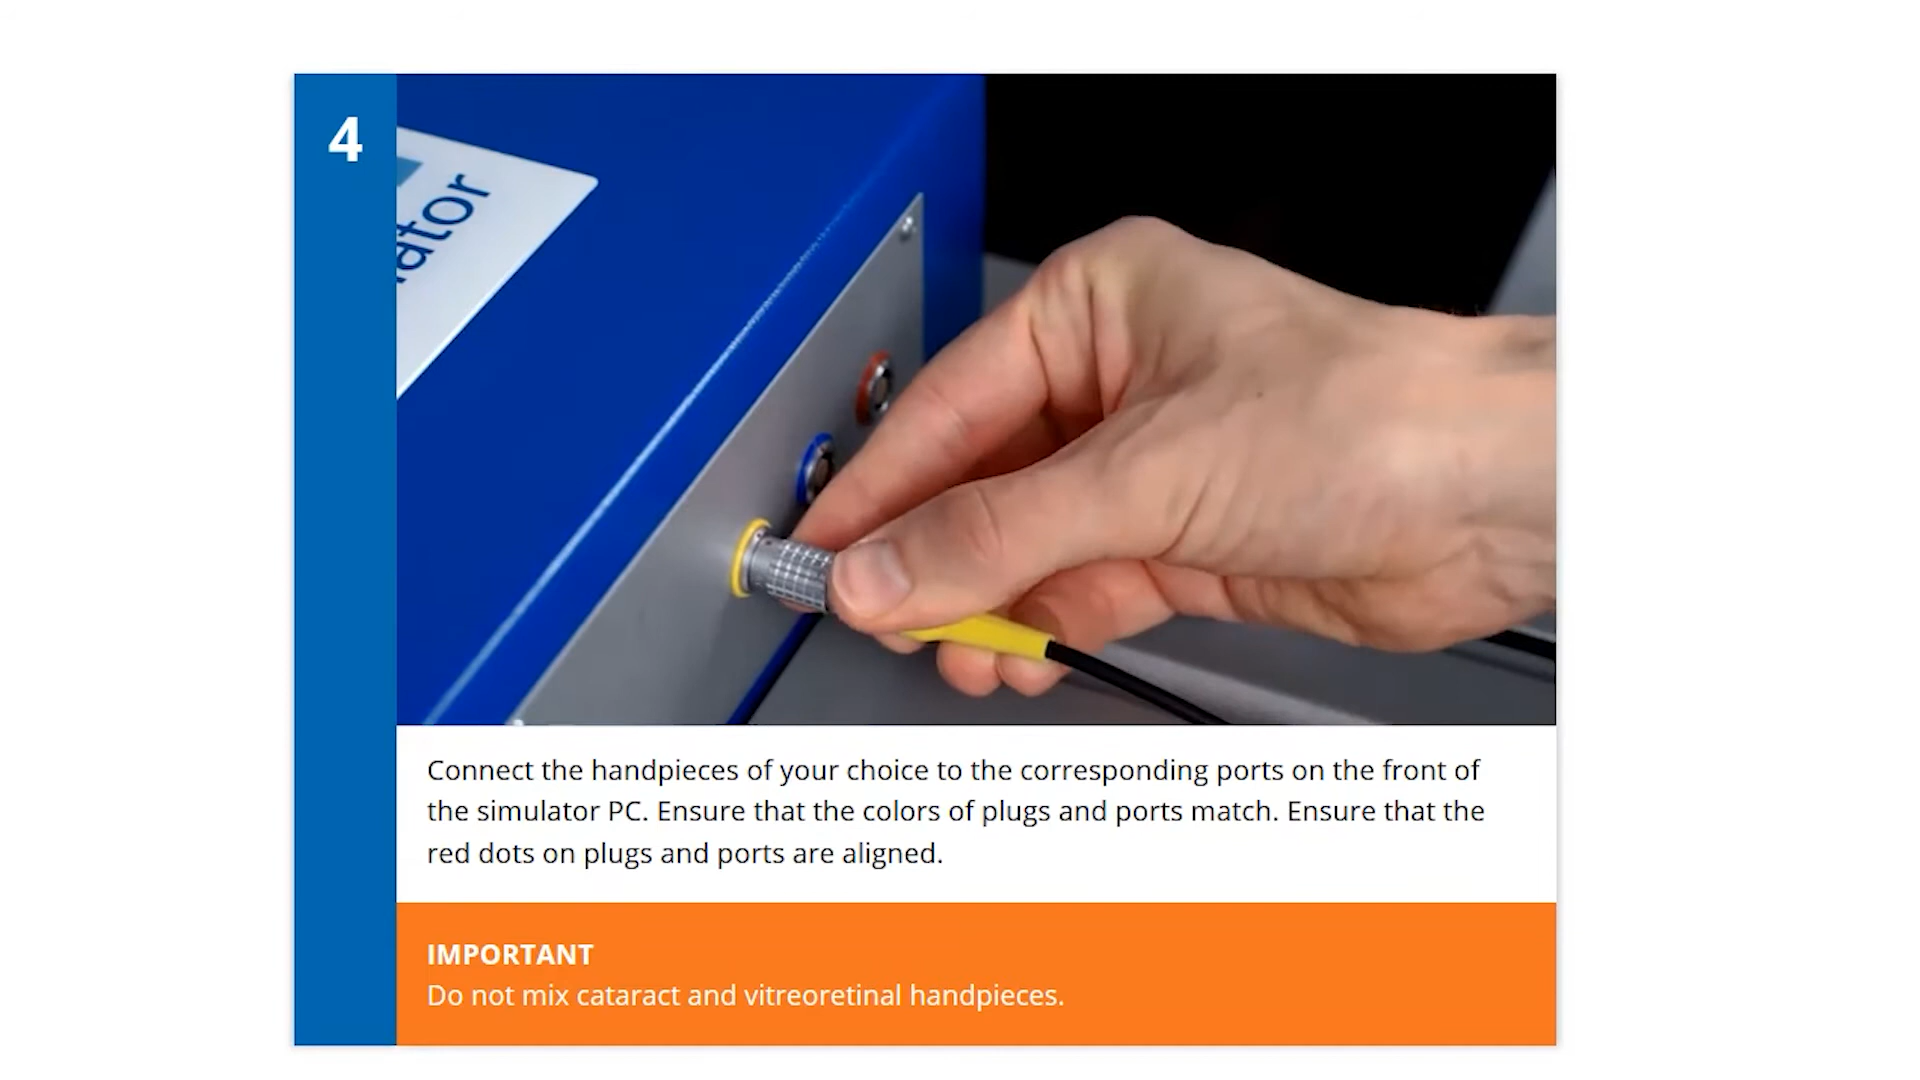 4
ator
Connect the handpieces of your choice to the corresponding ports on the front of
the simulator PC. Ensure that the colors of plugs and ports match. Ensure that the
red dots on plugs and ports are aligned.
IMPORTANT
Do not mix cataract and vitreoretinal handpieces.